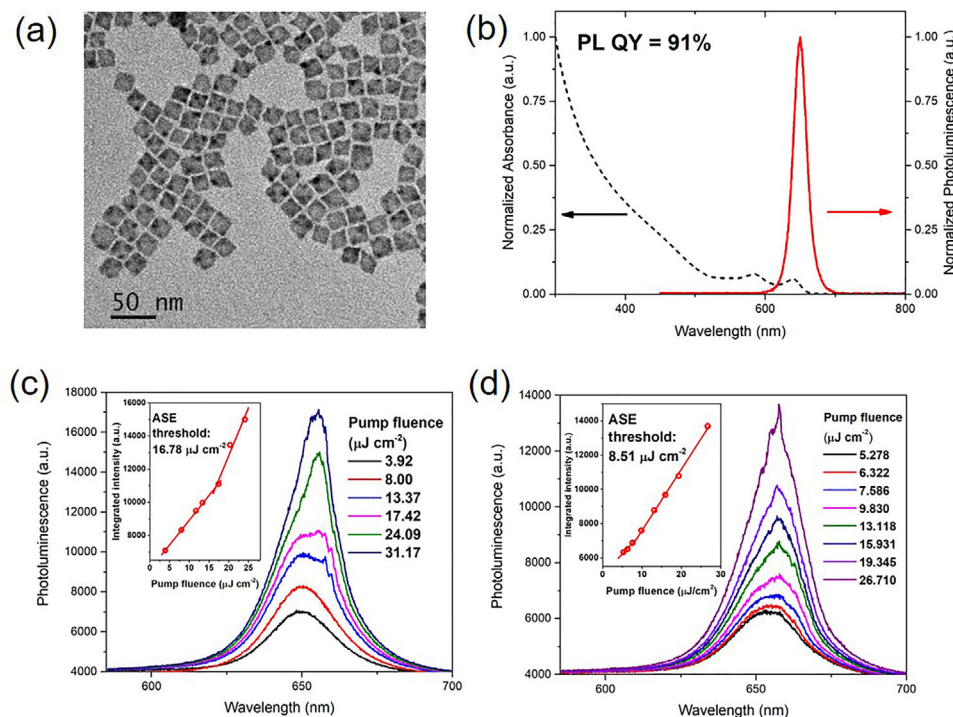 (a)
50 nm
(b)
PL QY = 91%
Normalized Absorbance (a.u.)
1.00
0.75
0.50
0.25
0.00
Normalized Photoluminescence (a.u.)
1.00
0.75
0.50
0.25
0.00
400
600
800
Wavelength (nm)
(c)
Photoluminescence (a.u.)
18000
16000
14000
12000
10000
8000
6000
4000
600
650
700
Wavelength (nm)
ASE
threshold:
16.78 μJ cm-2
Integrated intensity (a.u.)
16000
14000
12000
10000
8000
6000
0
5
10
15
20
25
Pump fluence (μJ cm-2)
Pump fluence
(μJ cm-2)
3.92
8.00
13.37
17.42
24.09
31.17
(d)
Photoluminescence (a.u.)
14000
12000
10000
8000
6000
4000
600
650
700
Wavelength (nm)
ASE
threshold:
8.51 μJ cm-2
Integrated intensity (a.u.)
14000
12000
10000
8000
6000
0
10
20
30
Pump fluence (μJ/cm2)
Pump fluence
(μJ cm-2)
5.278
6.322
7.586
9.830
13.118
15.931
19.345
26.710